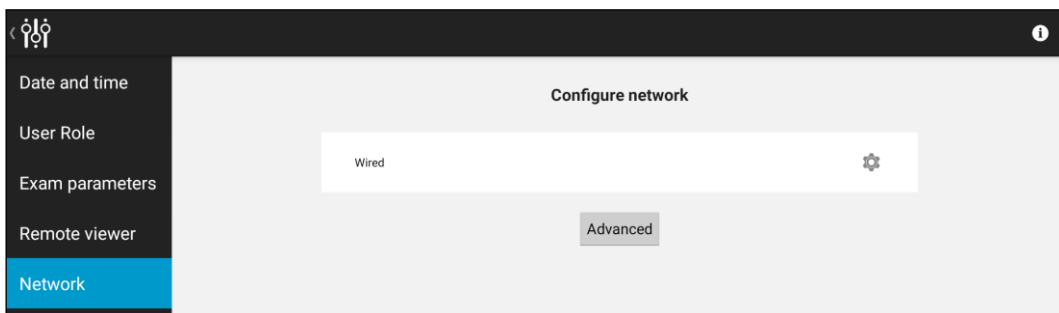 Date and time
User Role
Exam parameters
Remote viewer
Network
Configure network
Wired
Advanced